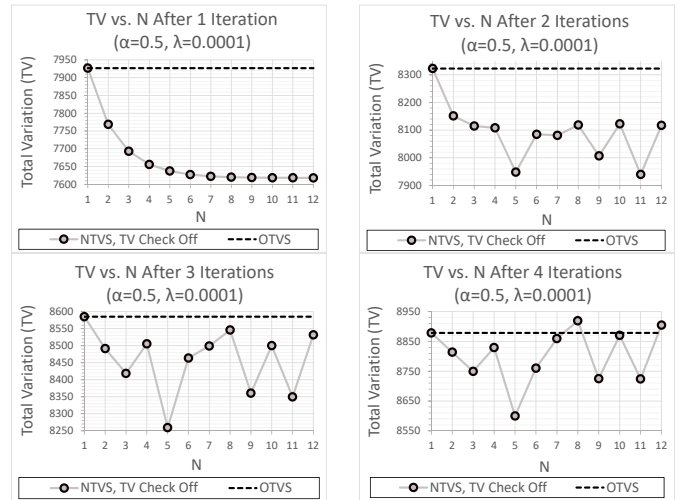 TV vs. N After 1 Iteration
(α=0.5, λ=0.0001)
Total Variation (TV)
7950
7900
7850
7800
7750
7700
7650
7600
1 2 3 4 5 6 7 8 9 10 11 12
N
NTVS, TV Check Off
OTVS
TV vs. N After 2 Iterations
(α=0.5, λ=0.0001)
Total Variation (TV)
8300
8200
8100
8000
7900
1 2 3 4 5 6 7 8 9 10 11 12
N
NTVS, TV Check Off
OTVS
TV vs. N After 3 Iterations
(α=0.5, λ=0.0001)
Total Variation (TV)
8600
8550
8500
8450
8400
8350
8300
8250
1 2 3 4 5 6 7 8 9 10 11 12
N
NTVS, TV Check Off
OTVS
TV vs. N After 4 Iterations
(α=0.5, λ=0.0001)
Total Variation (TV)
8950
8850
8750
8650
8550
1 2 3 4 5 6 7 8 9 10 11 12
N
NTVS, TV Check Off
OTVS